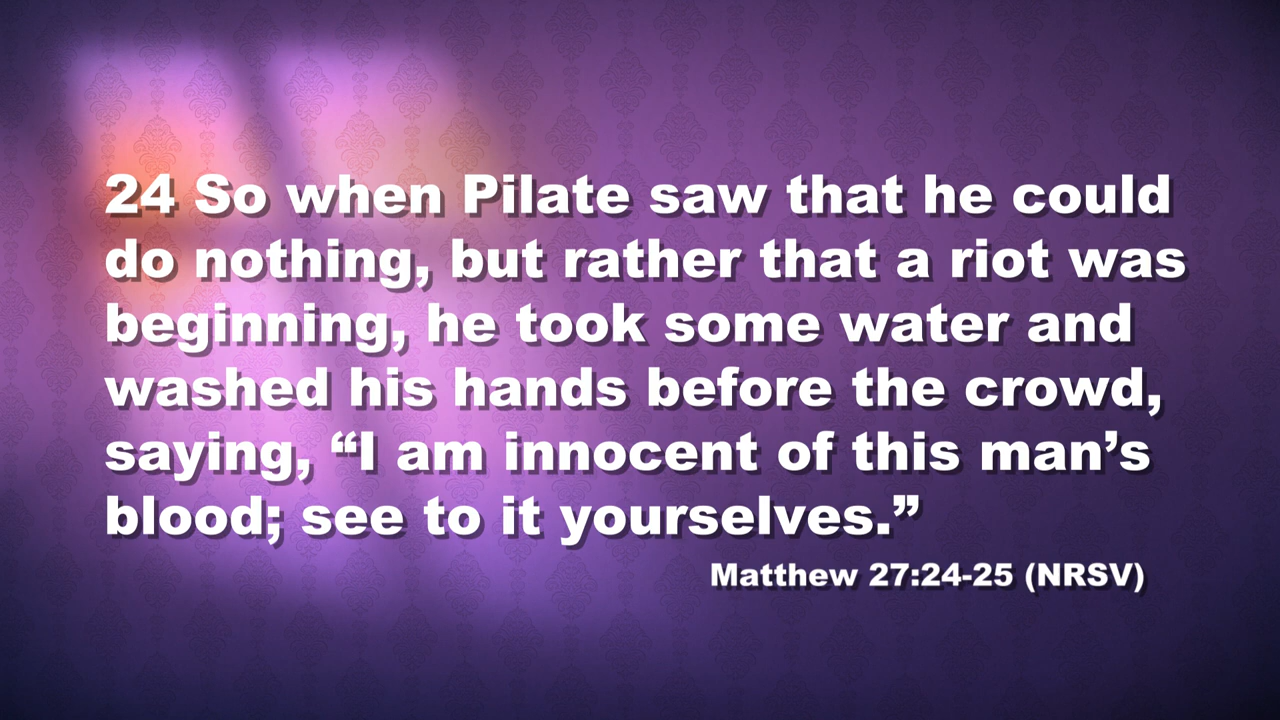 24 So when Pilate saw that he could
do nothing, but rather that a riot was
beginning, he took some water and
washed his hands before the crowd,
saying, “I am innocent of this man’s
blood; see to it yourselves.”
Matthew 27:24-25 (NRSV)